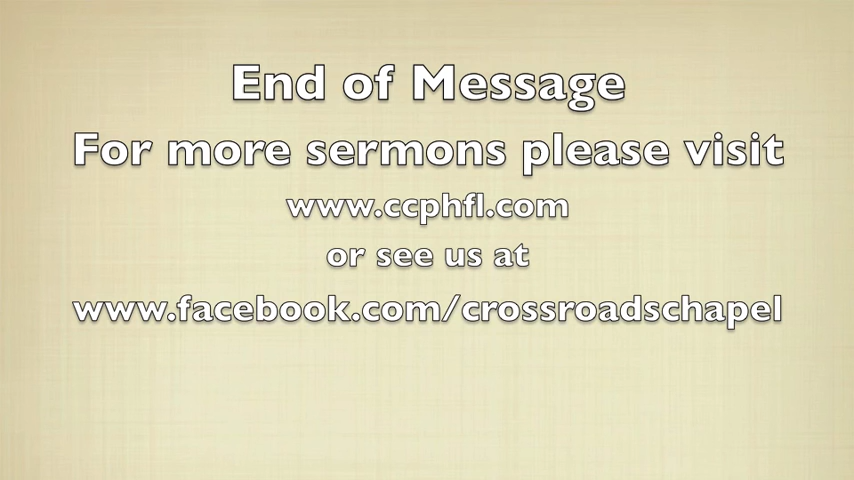 End of Message
For more sermons please visit
www.ccphfl.com
or see us at
www.facebook.com/crossroadschapel